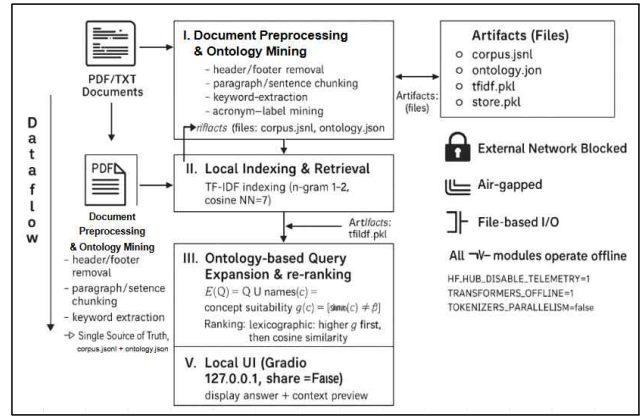 PDF/TXT
Documents
Dataflow
PDF
Document
Preprocessing
& Ontology Mining
- header/footer
removal
- paragraph/setence
chunking
- keyword extraction
-▷ Single Source of Truth,
corpus.jsonl + ontology.json
I. Document Preprocessing
& Ontology Mining
- header/footer removal
- paragraph/sentence chunking
- keyword-extraction
- acronym–label mining
(files: corpus.jsnl, ontology.json
II. Local Indexing & Retrieval
TF-IDF indexing (n-gram 1-2,
cosine NN=7)
Artifacts:
tfildf.pkl
III. Ontology-based Query
Expansion & re-ranking
E(Q) = Q U names(c) =
concept suitability g(c) =
Ranking: lexicographic: higher g first,
then cosine similarity
V. Local UI (Gradio
127.0.0.1, share =False)
display answer + context preview
Artifacts:
(files)
Artifacts (Files)
○ corpus.jsnl
○ ontology.jon
○ tfidf.pkl
○ store.pkl
External Network Blocked
Air-gapped
File-based I/O
All modules operate offline
HF_HUB_DISABLE_TELEMETRY=1
TRANSFORMERS_OFFLINE=1
TOKENIZERS_PARALLELISM=false